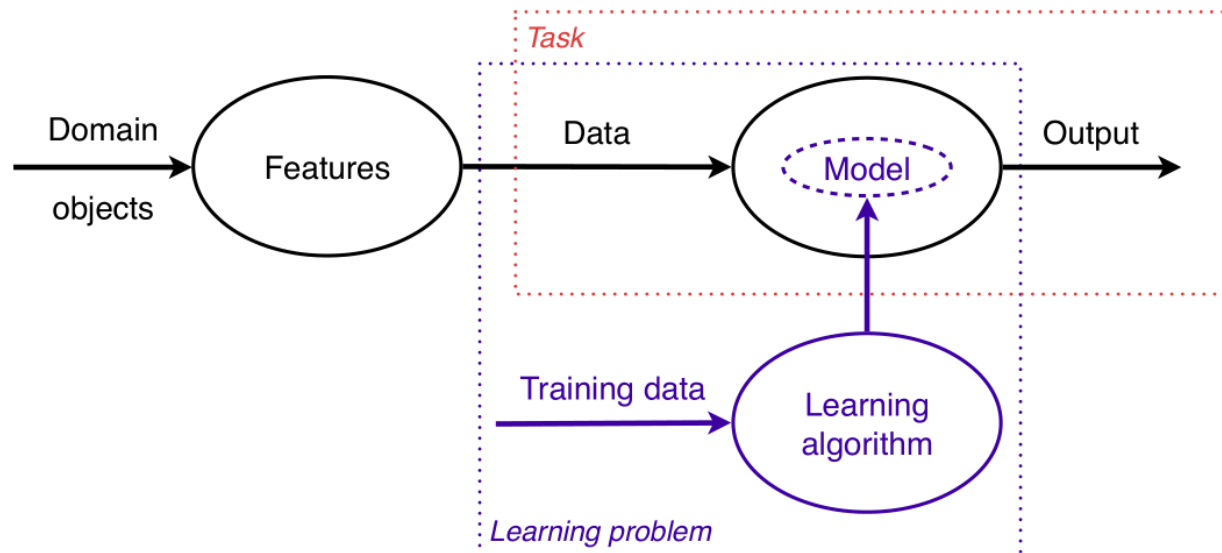 Task
Domain
objects
Features
Data
Model
Output
Training data
Learning
algorithm
Learning problem